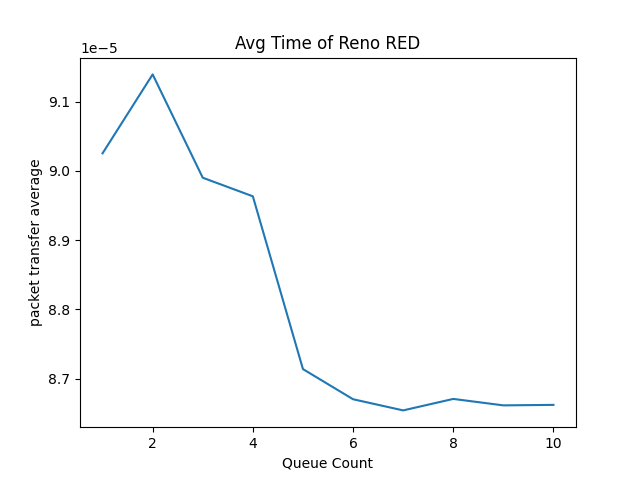 Avg Time of Reno RED
1e−5
9.1
9.0
8.9
8.8
8.7
packet transfer average
2 4 6 8 10
Queue Count